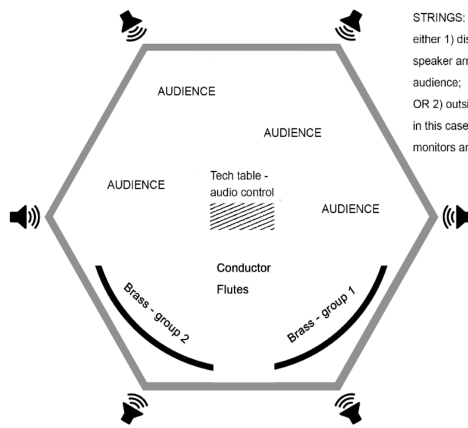 STRINGS:
either 1) dis
speaker arr
audience;
OR 2) outsi
in this case
monitors ar
AUDIENCE
AUDIENCE
AUDIENCE
Tech table -
audio control
AUDIENCE
Conductor
Flutes
Brass - group 2
Brass - group 1